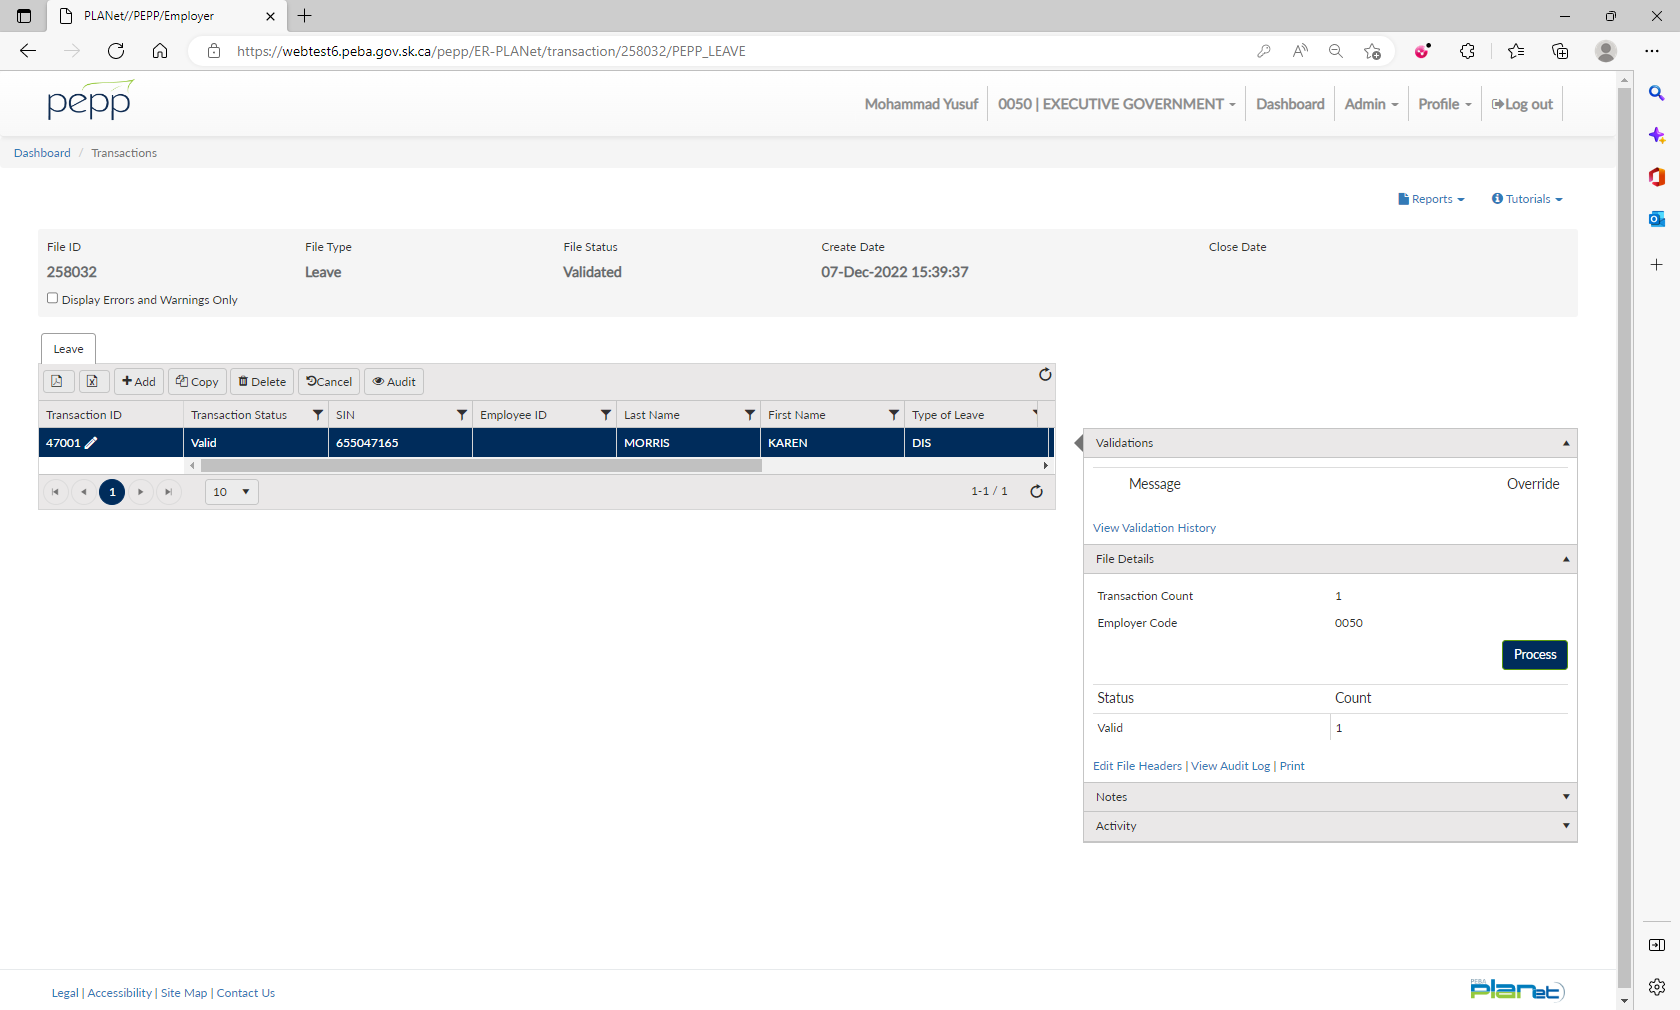 PLANet//PEPP/Employer
https://webtest6.peba.gov.sk.ca/pepp/ER-PLANet/transaction/258032/PEPP_LEAVE
pepp
Mohammad Yusuf
0050 | EXECUTIVE GOVERNMENT
Dashboard
Admin
Profile
Log out
Dashboard / Transactions
Reports
Tutorials
File ID
File Type
File Status
Create Date
Close Date
258032
Leave
Validated
07-Dec-2022 15:39:37
Display Errors and Warnings Only
Leave
Add
Copy
Delete
Cancel
Audit
Transaction ID
Transaction Status
SIN
Employee ID
Last Name
First Name
Type of Leave
47001
Valid
655047165
MORRIS
KAREN
DIS
1
10
1-1 / 1
Validations
Message
Override
View Validation History
File Details
Transaction Count
1
Employer Code
0050
Process
Status
Count
Valid
1
Edit File Headers | View Audit Log | Print
Notes
Activity
Legal | Accessibility | Site Map | Contact Us
PEBA
planet